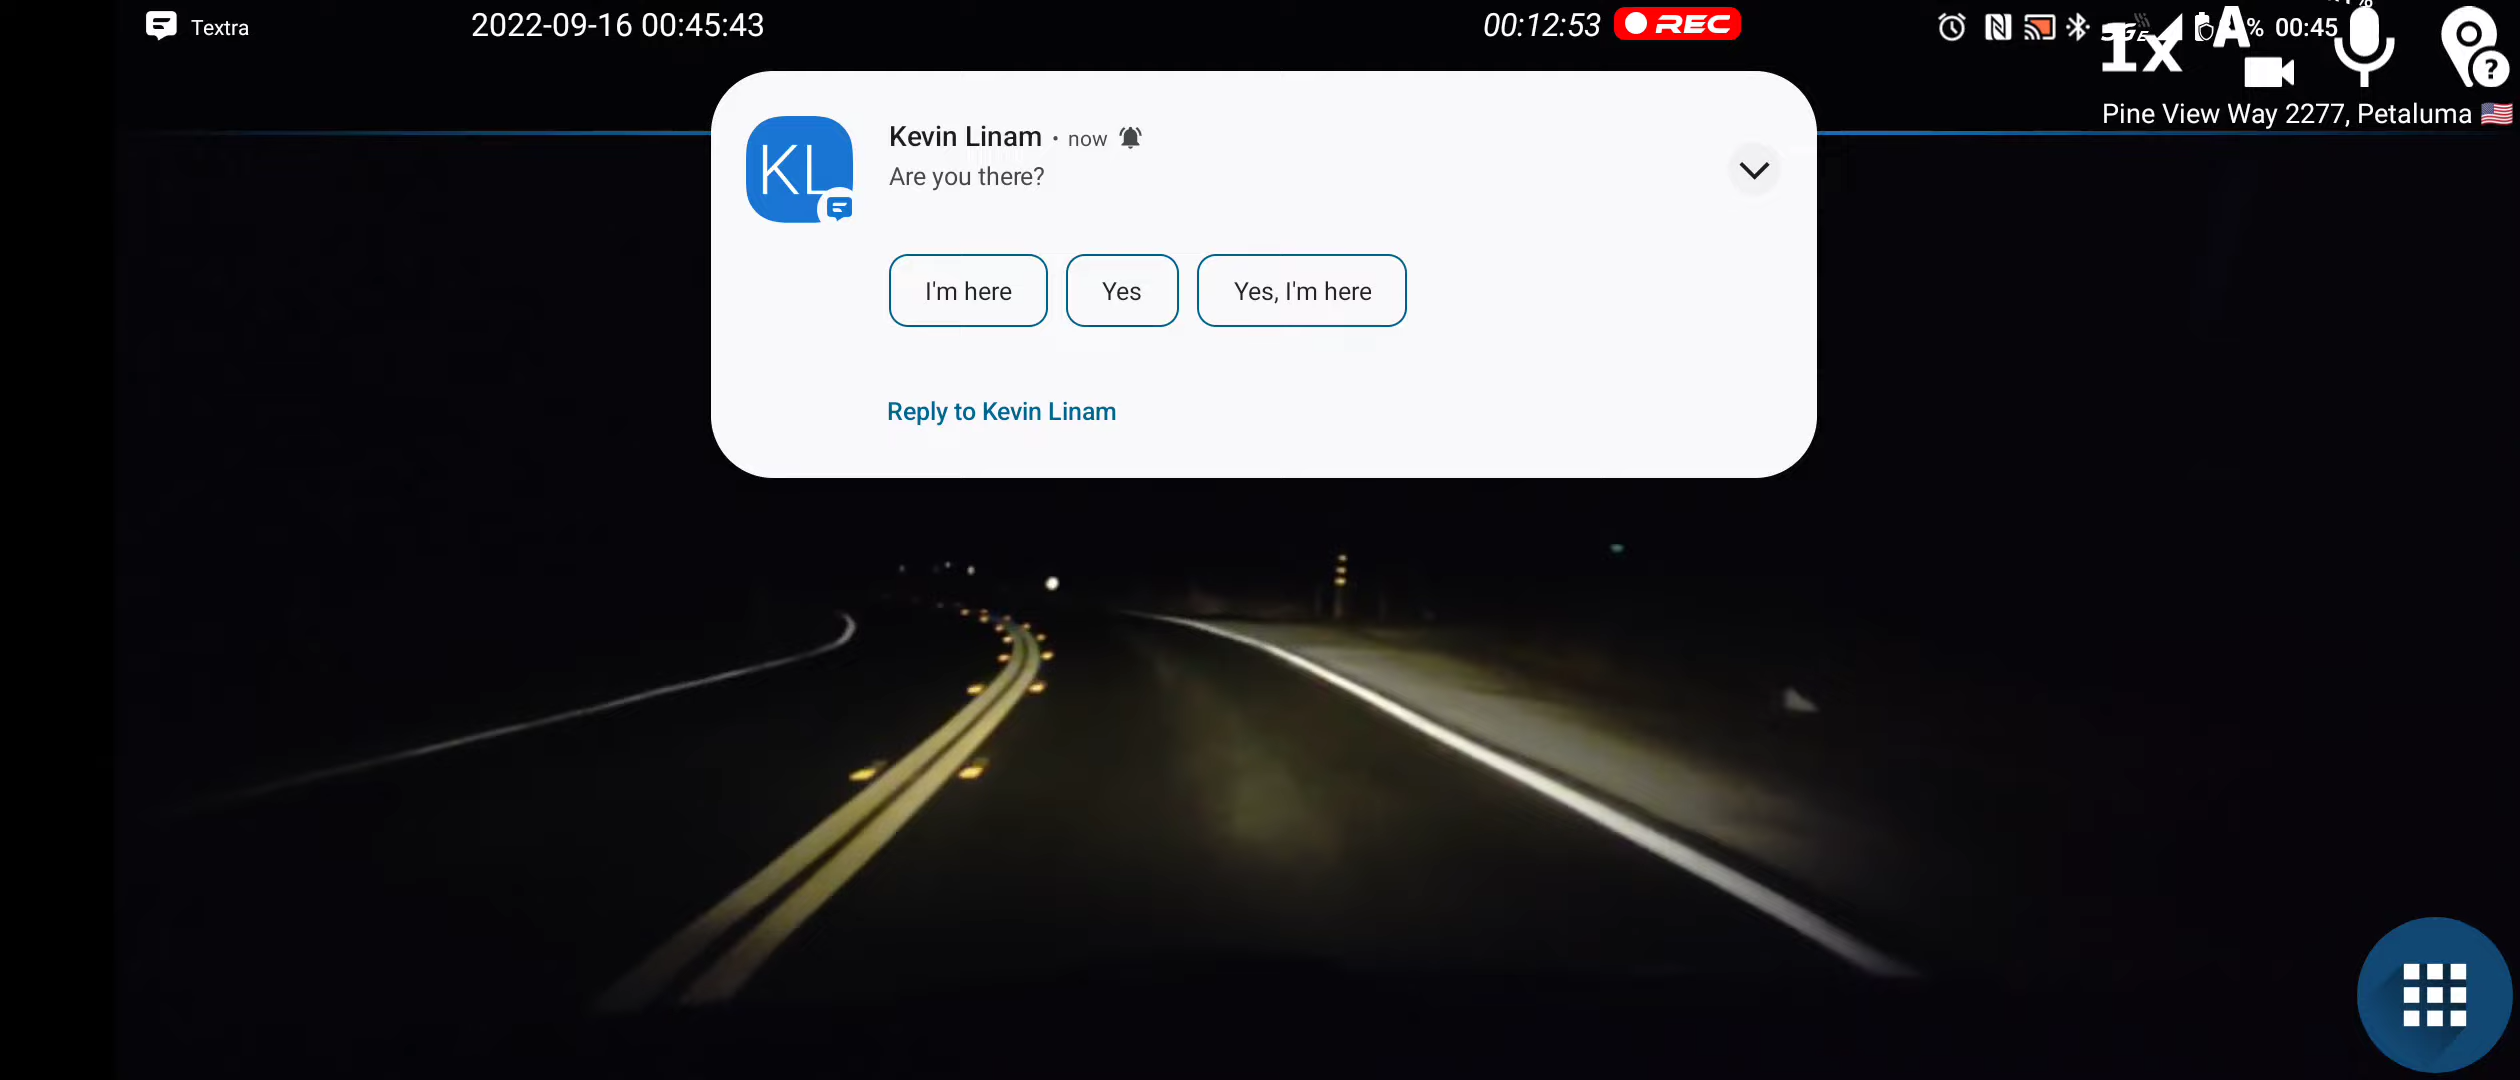 Textra
2022-09-16 00:45:43
00:12:53 REC
00:45
1x
A
%
Pine View Way 2277, Petaluma
KL
Kevin Linam • now
Are you there?
I'm here
Yes
Yes, I'm here
Reply to Kevin Linam